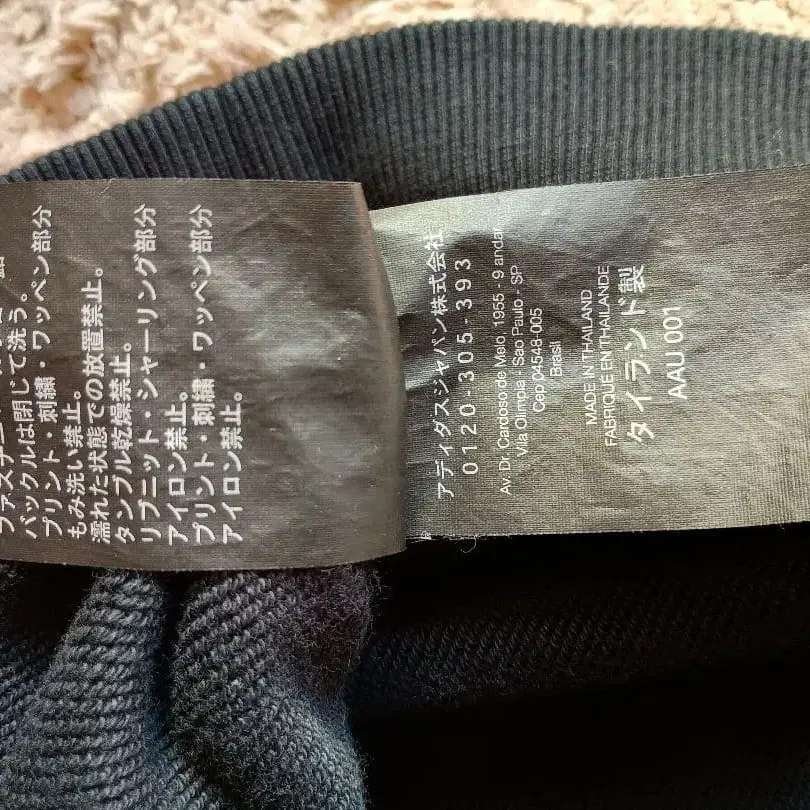 ファスナー
バックルは閉じて洗う。
プリント・刺繍・ワッペン部分
もみ洗い禁止。
濡れた状態での放置禁止。
タンブル乾燥禁止。
リブニット・シャーリング部分
アイロン禁止。
プリント・刺繍・ワッペン部分
アイロン禁止。
アディダスジャパン株式会社
0120-305-393
Av. Dr. Cardoso de Melo, 1955 - 9 andar
Vila Olimpia - Sao Paulo - SP
Cep 04548-005
Brasil
MADE IN THAILAND
FABRIQUE EN THAILANDE
タイランド製
AAU 001